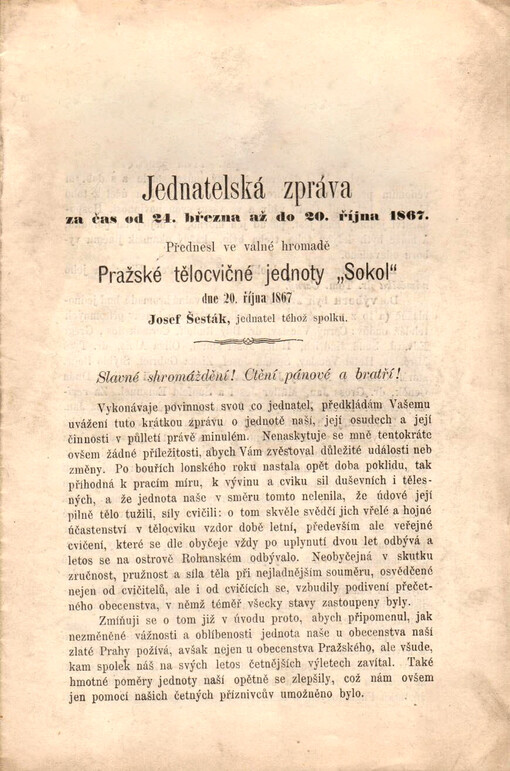 Jednatelská zpráva
za čas od 24. března až do 20. října 1867.
Přednesl ve valné hromadě
Pražské tělocvičné jednoty „Sokol“
dne 20. října 1867
Josef Šesták, jednatel téhož spolku.
Slavné shromáždění! Ctění pánové a bratří!
Vykonávaje povinnost svou co jednatel, předkládám Vašemu
uvážení tuto krátkou zprávu o jednotě naší, její osudech a její
činnosti v půlletí právě minulém. Nenaskytuje se mně tentokráte
ovšem žádné příležitosti, abych Vám zvěstoval důležité události neb
změny. Po bouřích lonského roku nastala opět doba poklidu, tak
příhodná k pracím míru, k vývinu a cviku sil duševních i těles-
ných, a že jednota naše v směru tomto nelenila, že údové její
pilně tělo tužili, síly cvičili: o tom skvěle svědčí jich vřelé a hojné
účastenství v tělocviku vzdor době letní, především ale veřejné
cvičení, které se dle obyčeje vždy po uplynutí dvou let odbývá a
letos se na ostrově Rohanském odbývalo. Neobyčejná v skutku
zručnost, pružnost a síla těla při nejladnějším souměru, osvědčené
nejen od cvičitelů, ale i od cvičících se, vzbudily podivení přečet-
ného obecenstva, v němž téměř všecky stavy zastoupeny byly.
Zmiňuji se o tom již v úvodu proto, abych připomenul, jak
nezměněné vážnosti a oblíbenosti jednota naše u obecenstva naší
zlaté Prahy požívá, avšak nejen u obecenstva Pražského, ale všude,
kam spolek náš na svých letos četnějších výletech zavítal. Také
hmotné poměry jednoty naší opětně se zlepšily, což nám ovšem
jen pomocí našich četných příznivcův umožněno bylo.